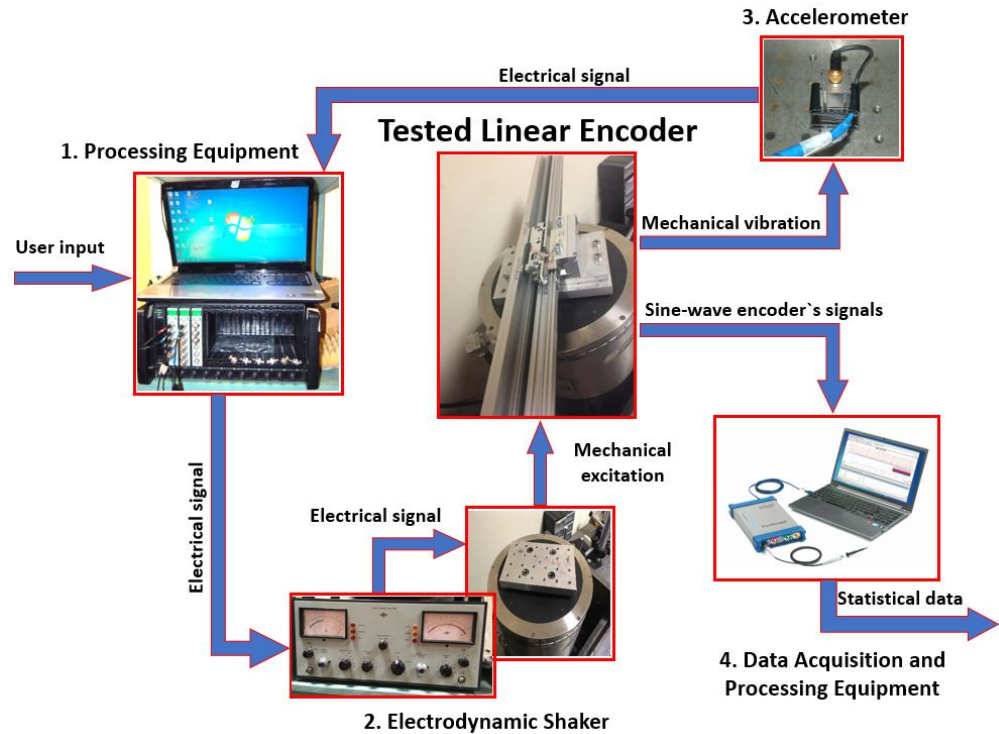 3. Accelerometer
Electrical signal
Tested Linear Encoder
1. Processing Equipment
User input
Mechanical vibration
Sine-wave encoder`s signals
Mechanical
excitation
Electrical signal
Electrical signal
Statistical data
4. Data Acquisition and
Processing Equipment
2. Electrodynamic Shaker